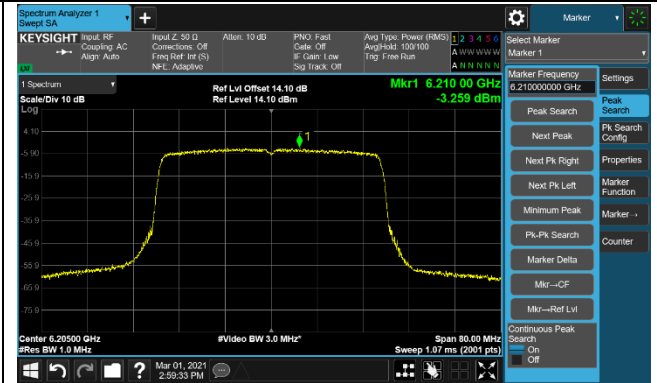 Spectrum Analyzer 1
Swept SA
Marker
KEYSIGHT
Input: RF
Coupling: AC
Align: Auto
Input Z: 50 Ω
Corrections: Off
Freq Ref: Int (S)
NFE: Adaptive
Atten: 10 dB
PNO: Fast
Gate: Off
IF Gain: Low
Sig Track: Off
Avg Type: Power (RMS)
Avg|Hold: 100/100
Trig: Free Run
1 2 3 4 5 6
A W W W W W
A N N N N N
LV
Select Marker
Marker 1
1 Spectrum
Scale/Div 10 dB
Log
Ref Lvl Offset 14.10 dB
Ref Level 14.10 dBm
Mkr1 6.210 00 GHz
-3.259 dBm
4.10
-5.90
-15.9
-25.9
-35.9
-45.9
-55.9
-65.9
-75.9
1
Center 6.20500 GHz
#Res BW 1.0 MHz
#Video BW 3.0 MHz*
Span 80.00 MHz
Sweep 1.07 ms (2001 pts)
Marker Frequency
6.210000000 GHz
Peak Search
Next Peak
Next Pk Right
Next Pk Left
Minimum Peak
Pk-Pk Search
Marker Delta
Mkr→CF
Mkr→Ref Lvl
Continuous Peak
Search
On
Off
Settings
Peak
Search
Pk Search
Config
Properties
Marker
Function
Marker→
Counter
?
Mar 01, 2021
2:59:33 PM